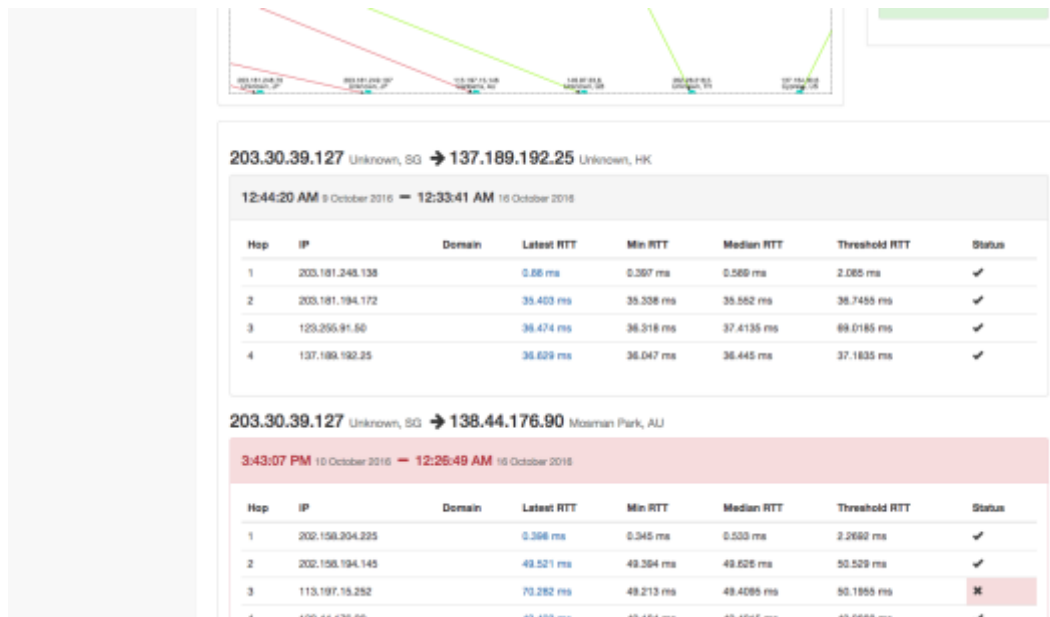 203.30.39.127 Unknown, SG → 137.189.192.25 Unknown, HK
12:44:20 AM 9 October 2016 — 12:33:41 AM 16 October 2016
Hop IP Domain Latest RTT Min RTT Median RTT Threshold RTT Status
1 203.181.248.138 0.66 ms 0.397 ms 0.569 ms 2.065 ms ✔
2 203.181.194.172 35.403 ms 35.338 ms 35.552 ms 36.7455 ms ✔
3 123.255.91.50 36.474 ms 36.318 ms 37.4135 ms 69.0185 ms ✔
4 137.189.192.25 36.629 ms 36.047 ms 36.445 ms 37.1835 ms ✔
203.30.39.127 Unknown, SG → 138.44.176.90 Mosman Park, AU
3:43:07 PM 10 October 2016 — 12:26:49 AM 16 October 2016
Hop IP Domain Latest RTT Min RTT Median RTT Threshold RTT Status
1 202.158.204.225 0.398 ms 0.345 ms 0.533 ms 2.2692 ms ✔
2 202.158.194.145 49.521 ms 49.394 ms 49.626 ms 50.529 ms ✔
3 113.197.15.252 70.282 ms 49.213 ms 49.4095 ms 50.1955 ms ✖